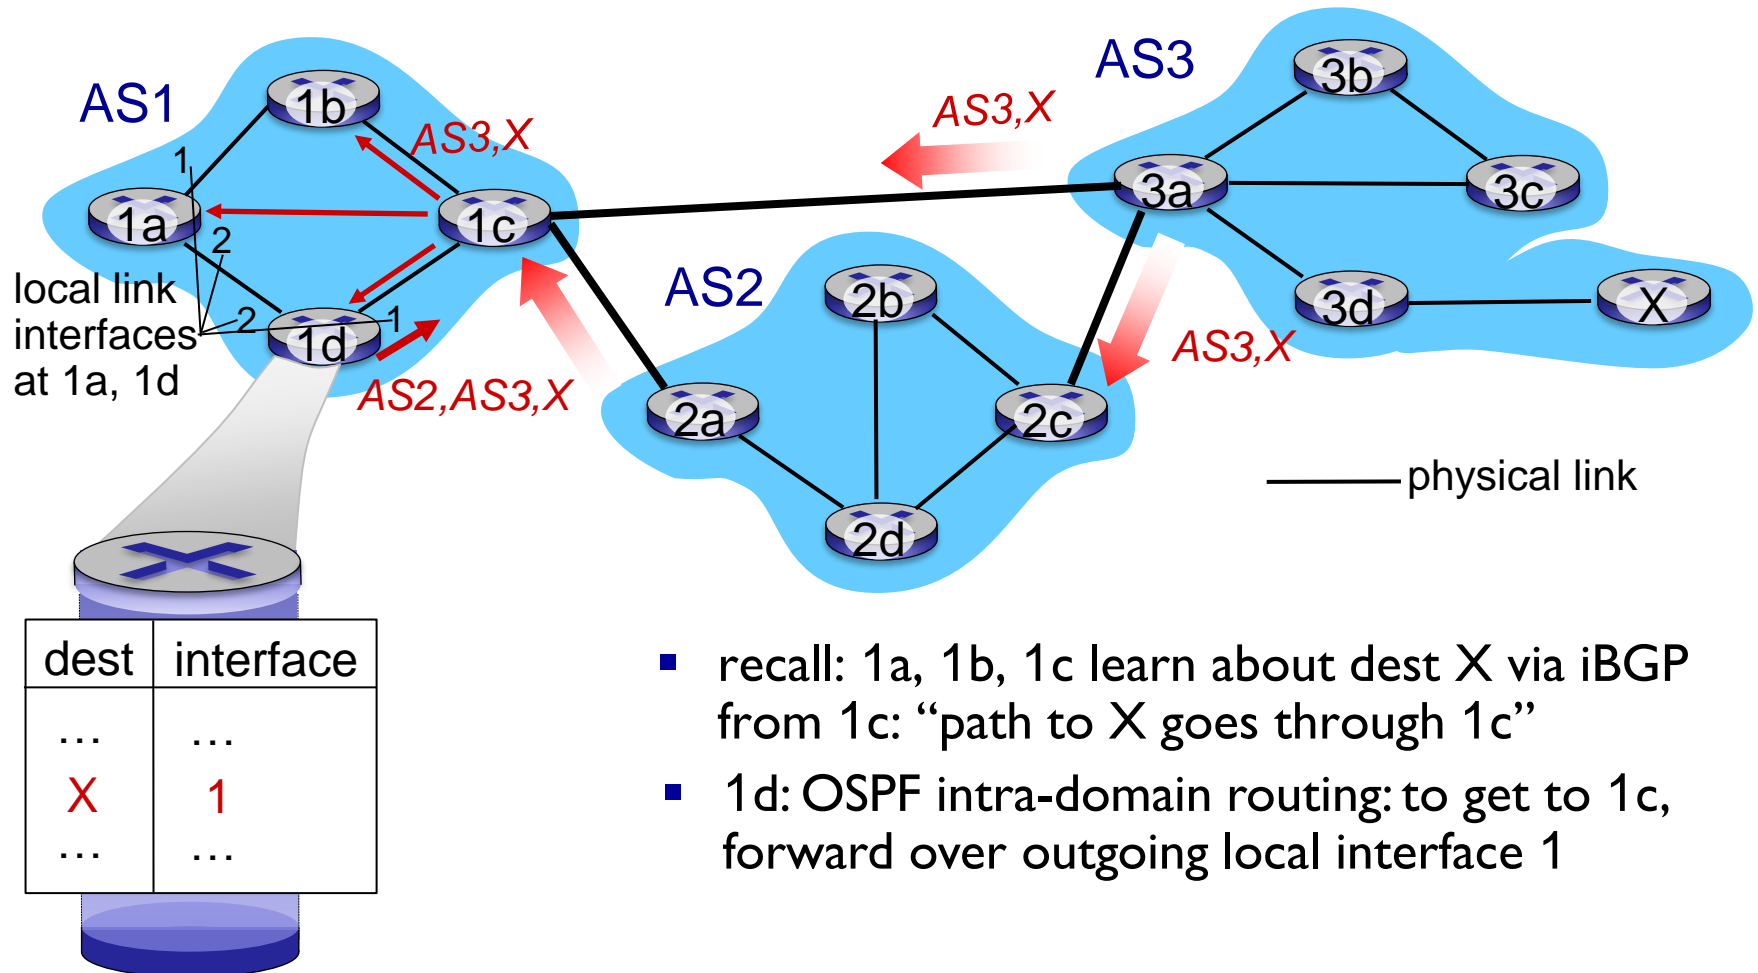 AS3
3b
AS1
1b
AS3,X
AS3,X
1
3a
3c
1a
1c
2
AS2
local link
interfaces
at 1a, 1d
2b
3d
X
2
1
1d
AS3,X
AS2,AS3,X
2a
2c
physical link
2d
dest
interface
…
…
X
1
…
…
▪ recall: 1a, 1b, 1c learn about dest X via iBGP
from 1c: “path to X goes through 1c”
▪ 1d: OSPF intra-domain routing: to get to 1c,
forward over outgoing local interface 1